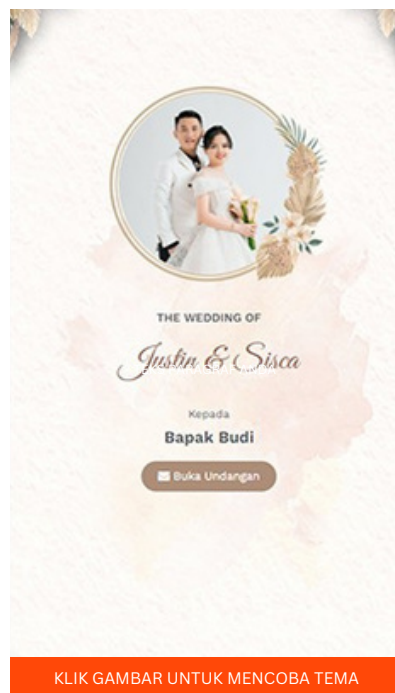 THE WEDDING OF
Justin & Sisca
Kepada
Bapak Budi
Buka Undangan
KLIK GAMBAR UNTUK MENCOBA TEMA